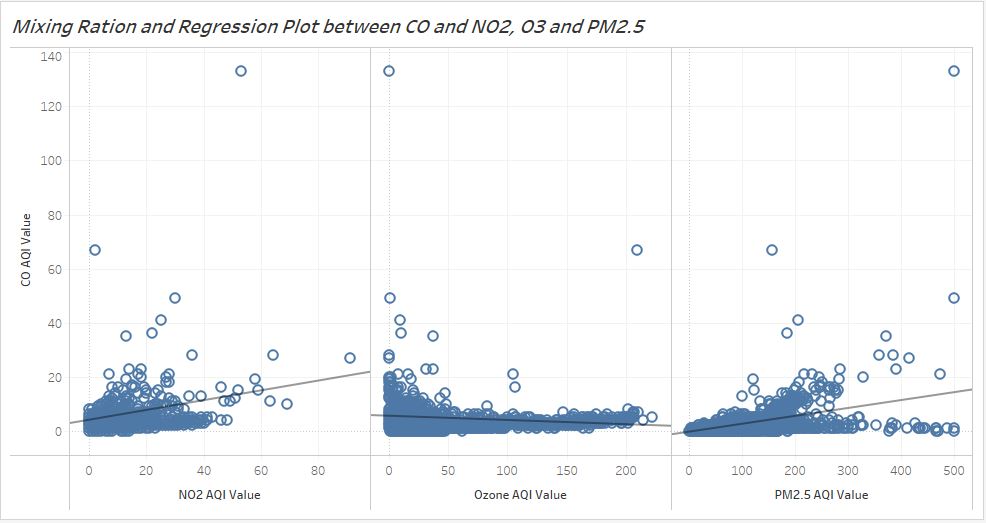 Mixing Ration and Regression Plot between CO and NO2, O3 and PM2.5
140
120
100
80
60
40
20
0
CO AQI Value
0 20 40 60 80
0 50 100 150 200
0 100 200 300 400 500
NO2 AQI Value
Ozone AQI Value
PM2.5 AQI Value